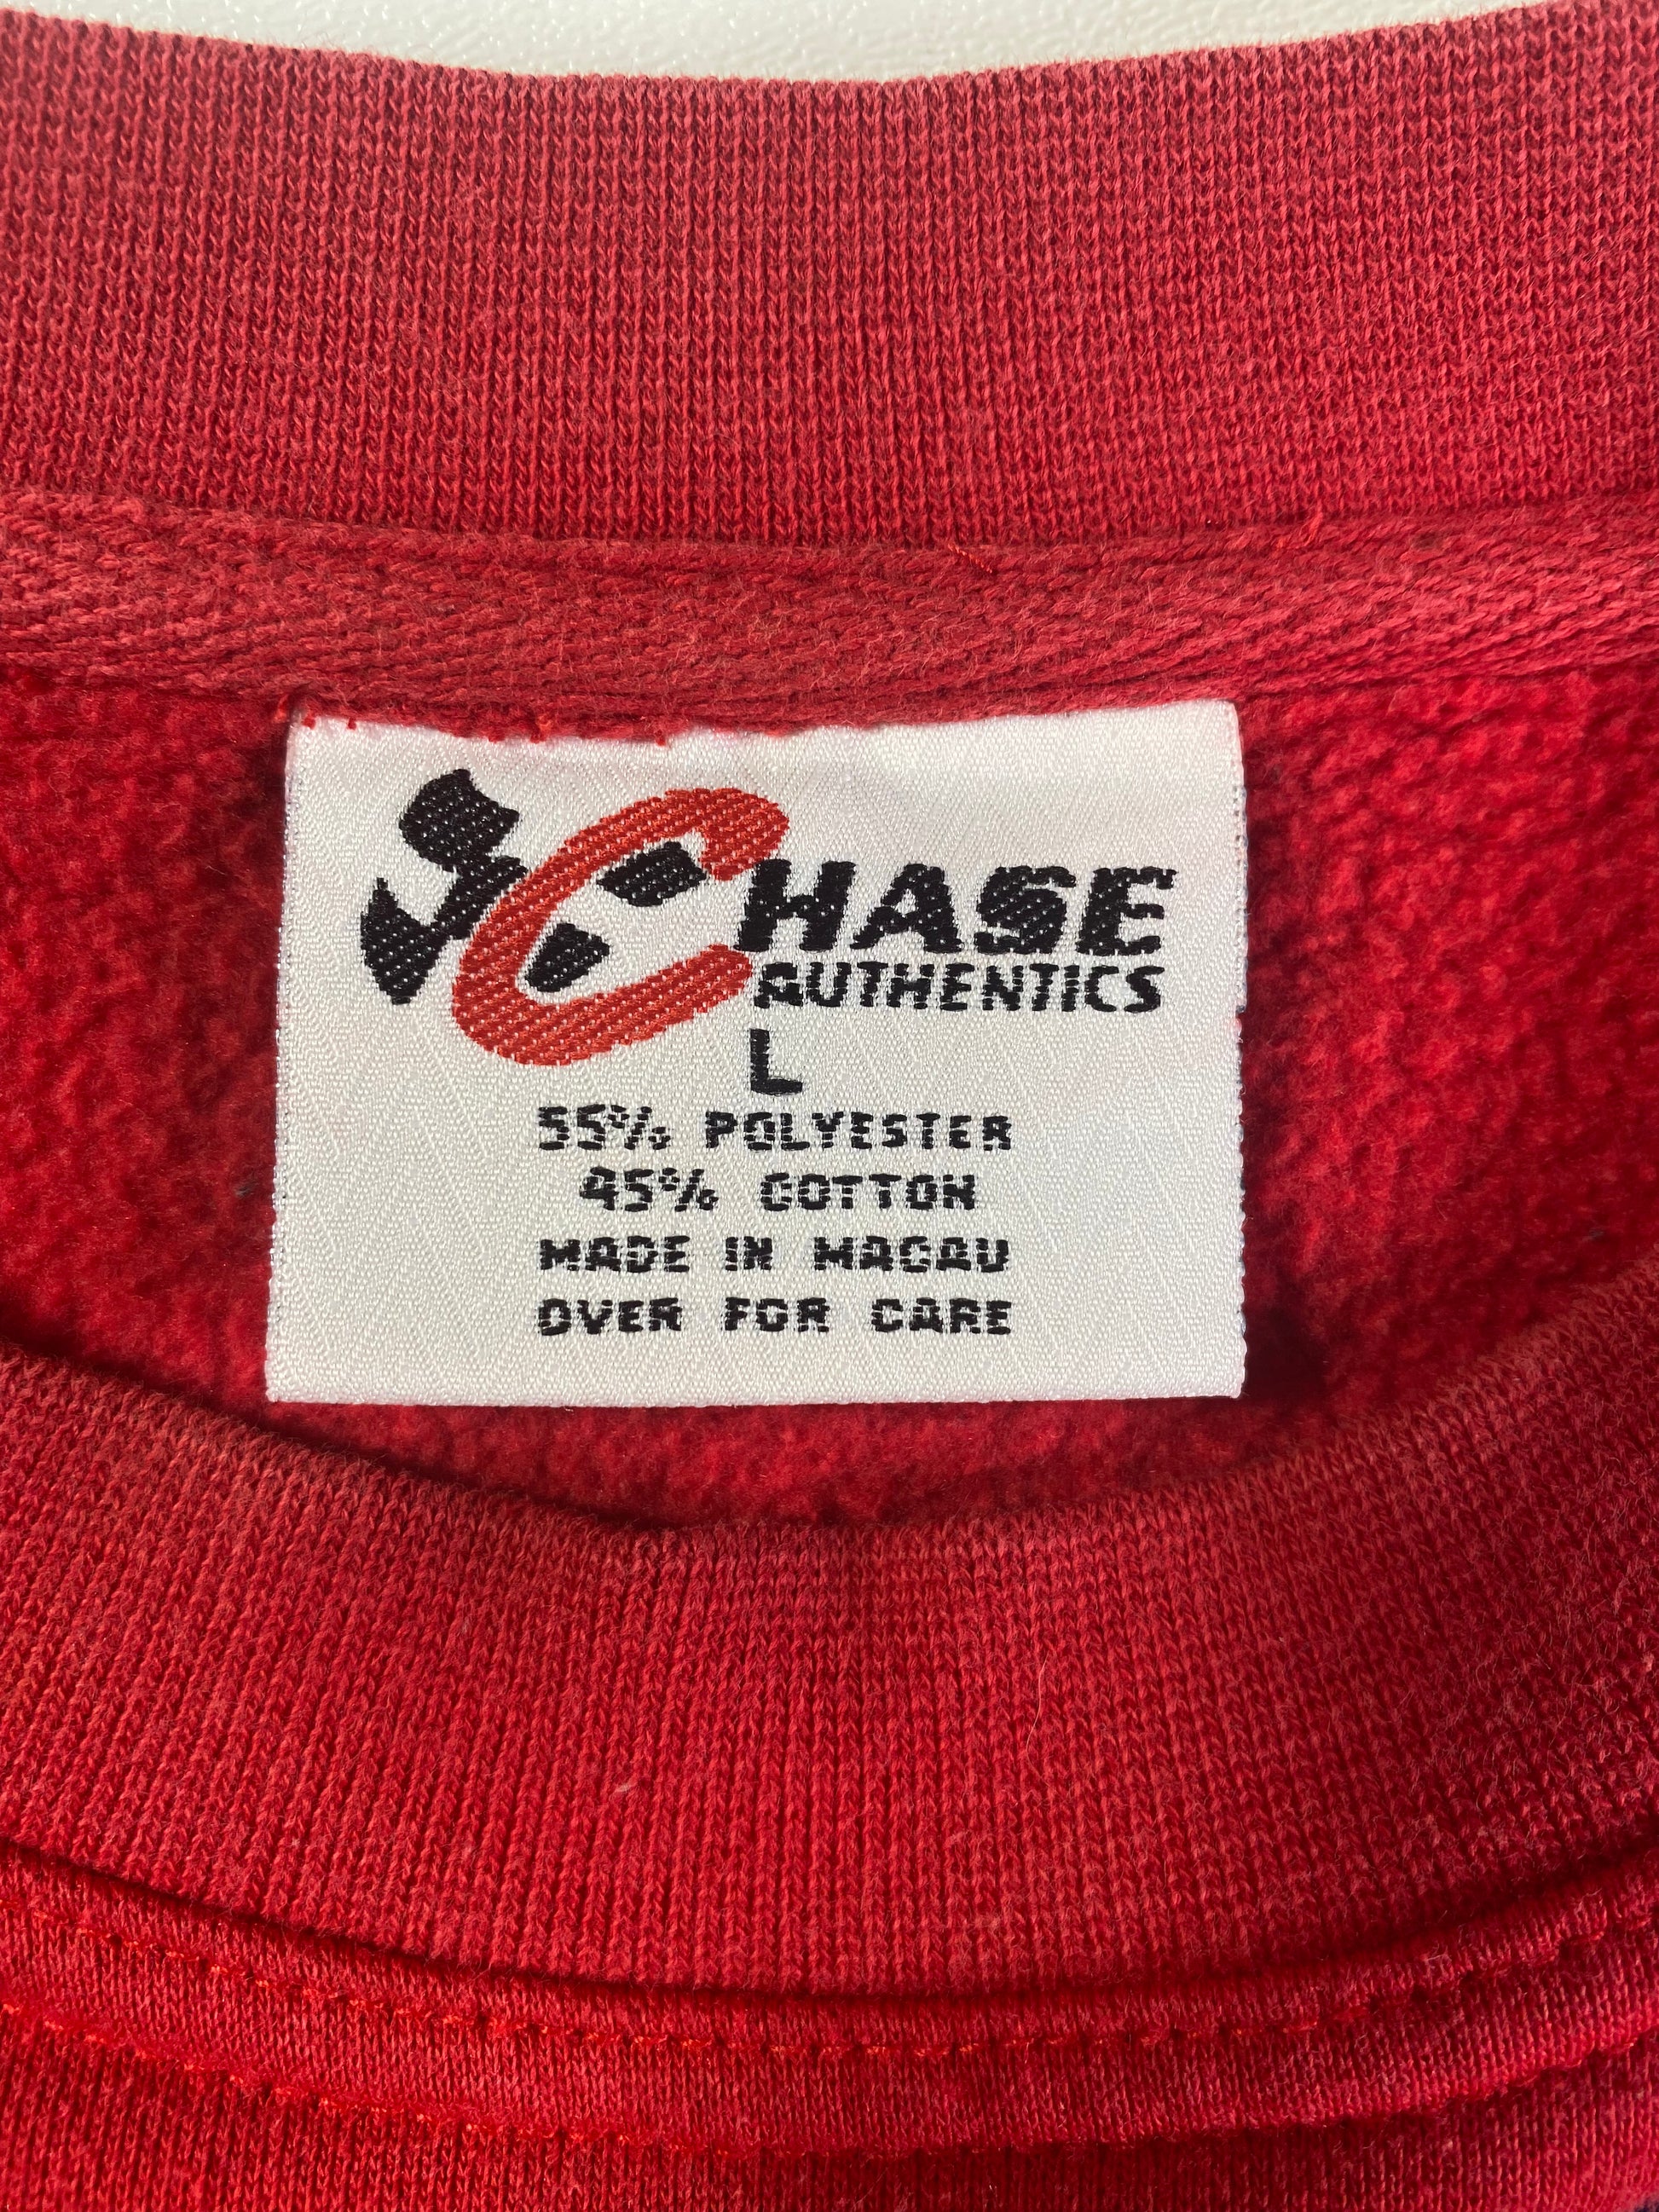 CHASE
AUTHENTICS
L
55% POLYESTER
45% COTTON
MADE IN MACAU
OVER FOR CARE